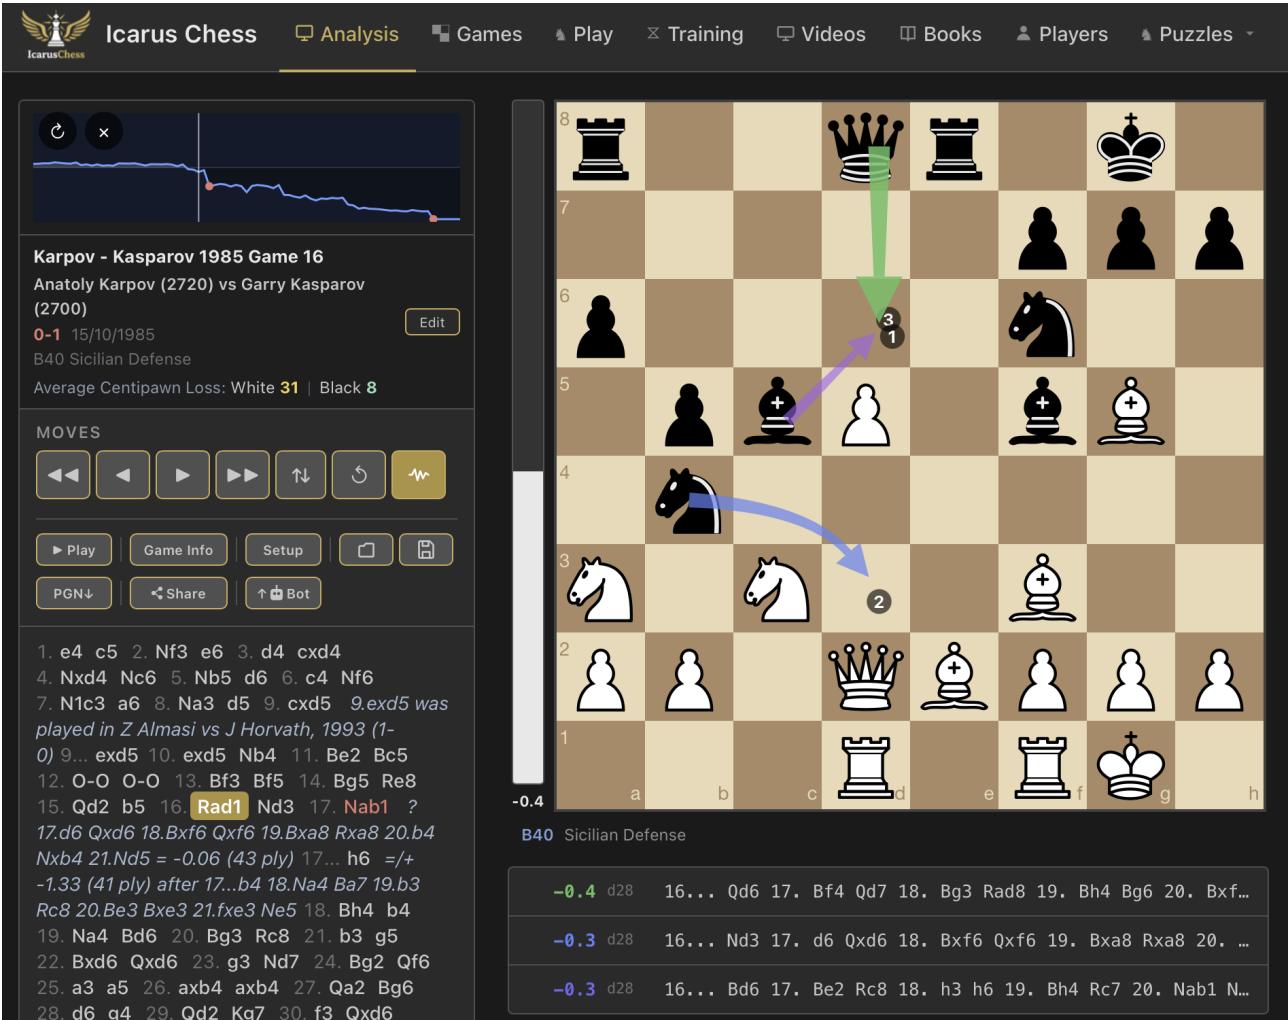 IcarusChess
Icarus Chess
Analysis
Games
Play
Training
Videos
Books
Players
Puzzles
Karpov - Kasparov 1985 Game 16
Anatoly Karpov (2720) vs Garry Kasparov
(2700)
0-1 15/10/1985
B40 Sicilian Defense
Edit
Average Centipawn Loss: White 31 | Black 8
MOVES
Play
Game Info
Setup
PGN↓
Share
↑ Bot
1. e4 c5 2. Nf3 e6 3. d4 cxd4
4. Nxd4 Nc6 5. Nb5 d6 6. c4 Nf6
7. N1c3 a6 8. Na3 d5 9. cxd5 9.exd5 was
played in Z Almasi vs J Horvath, 1993 (1-
0) 9... exd5 10. exd5 Nb4 11. Be2 Bc5
12. O-O O-O 13. Bf3 Bf5 14. Bg5 Re8
15. Qd2 b5 16. Rad1 Nd3 17. Nab1 ?
17.d6 Qxd6 18.Bxf6 Qxf6 19.Bxa8 Rxa8 20.b4
Nxb4 21.Nd5 = -0.06 (43 ply) 17... h6 =/+
-1.33 (41 ply) after 17...b4 18.Na4 Ba7 19.b3
Rc8 20.Be3 Bxe3 21.fxe3 Ne5 18. Bh4 b4
19. Na4 Bd6 20. Bg3 Rc8 21. b3 g5
22. Bxd6 Qxd6 23. g3 Nd7 24. Bg2 Qf6
25. a3 a5 26. axb4 axb4 27. Qa2 Bg6
28. d6 g4 29. Qd2 Kg7 30. f3 Qxd6
8
7
6
5
4
3
2
1
a
b
c
d
e
f
g
h
3
1
2
-0.4
B40 Sicilian Defense
-0.4 d28 16... Qd6 17. Bf4 Qd7 18. Bg3 Rad8 19. Bh4 Bg6 20. Bxf…
-0.3 d28 16... Nd3 17. d6 Qxd6 18. Bxf6 Qxf6 19. Bxa8 Rxa8 20. …
-0.3 d28 16... Bd6 17. Be2 Rc8 18. h3 h6 19. Bh4 Rc7 20. Nab1 N…